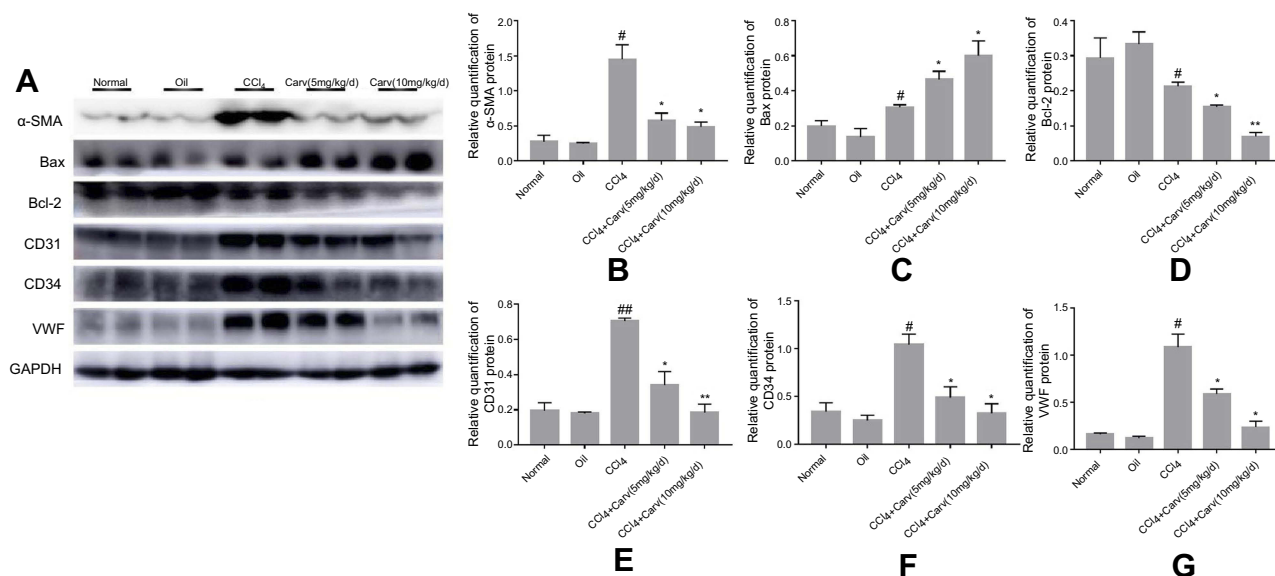 A
Normal Oil CCl₄ Carv(5mg/kg/d) Carv(10mg/kg/d)
α-SMA
Bax
Bcl-2
CD31
CD34
VWF
GAPDH
Relative quantification of
α-SMA protein
2.0
1.5
1.0
0.5
0.0
#
*
*
Normal
Oil
CCl₄
CCl₄+Carv(5mg/kg/d)
CCl₄+Carv(10mg/kg/d)
B
Relative quantification of
Bax protein
0.8
0.6
0.4
0.2
0.0
#
*
*
Normal
Oil
CCl₄
CCl₄+Carv(5mg/kg/d)
CCl₄+Carv(10mg/kg/d)
C
Relative quantification of
Bcl-2 protein
0.4
0.3
0.2
0.1
0.0
#
*
**
Normal
Oil
CCl₄
CCl₄+Carv(5mg/kg/d)
CCl₄+Carv(10mg/kg/d)
D
Relative quantification of
CD31 protein
0.8
0.6
0.4
0.2
0.0
##
*
**
Normal
Oil
CCl₄
CCl₄+Carv(5mg/kg/d)
CCl₄+Carv(10mg/kg/d)
E
Relative quantification of
CD34 protein
1.5
1.0
0.5
0.0
#
*
*
Normal
Oil
CCl₄
CCl₄+Carv(5mg/kg/d)
CCl₄+Carv(10mg/kg/d)
F
Relative quantification of
VWF protein
1.5
1.0
0.5
0.0
#
*
*
Normal
Oil
CCl₄
CCl₄+Carv(5mg/kg/d)
CCl₄+Carv(10mg/kg/d)
G